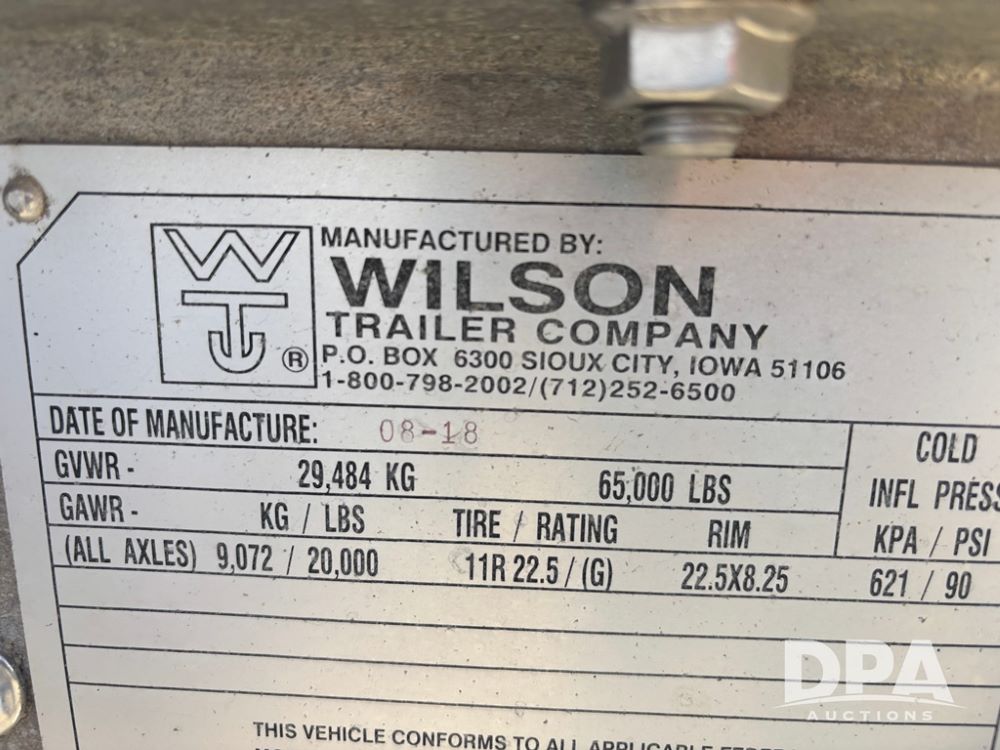 WTJ ®
MANUFACTURED BY:
WILSON
TRAILER COMPANY
P.O. BOX 6300 SIOUX CITY, IOWA 51106
1-800-798-2002/(712)252-6500
DATE OF MANUFACTURE: 08-18
GVWR - 29,484 KG 65,000 LBS
COLD
INFL PRESS
GAWR - KG / LBS TIRE / RATING RIM KPA / PSI
(ALL AXLES) 9,072 / 20,000 11R 22.5 / (G) 22.5X8.25 621 / 90
THIS VEHICLE CONFORMS TO ALL APPLICABLE
DPA
AUCTIONS